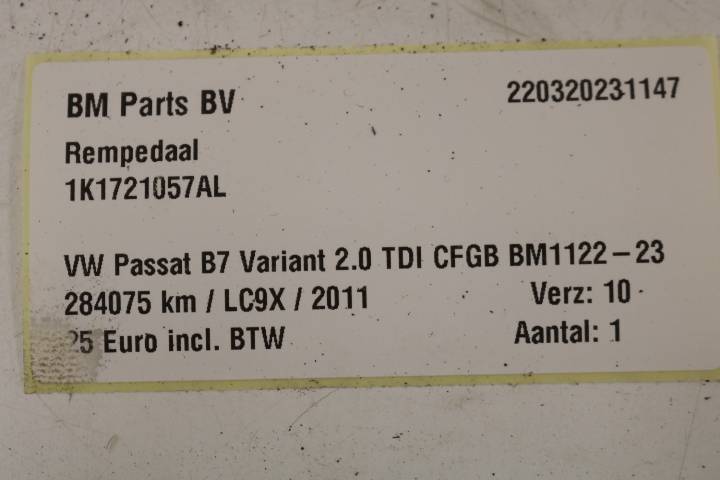 BM Parts BV 220320231147
Rempedaal
1K1721057AL
VW Passat B7 Variant 2.0 TDI CFGB BM1122-23
284075 km / LC9X / 2011 Verz: 10
Euro incl. BTW Aantal: 1